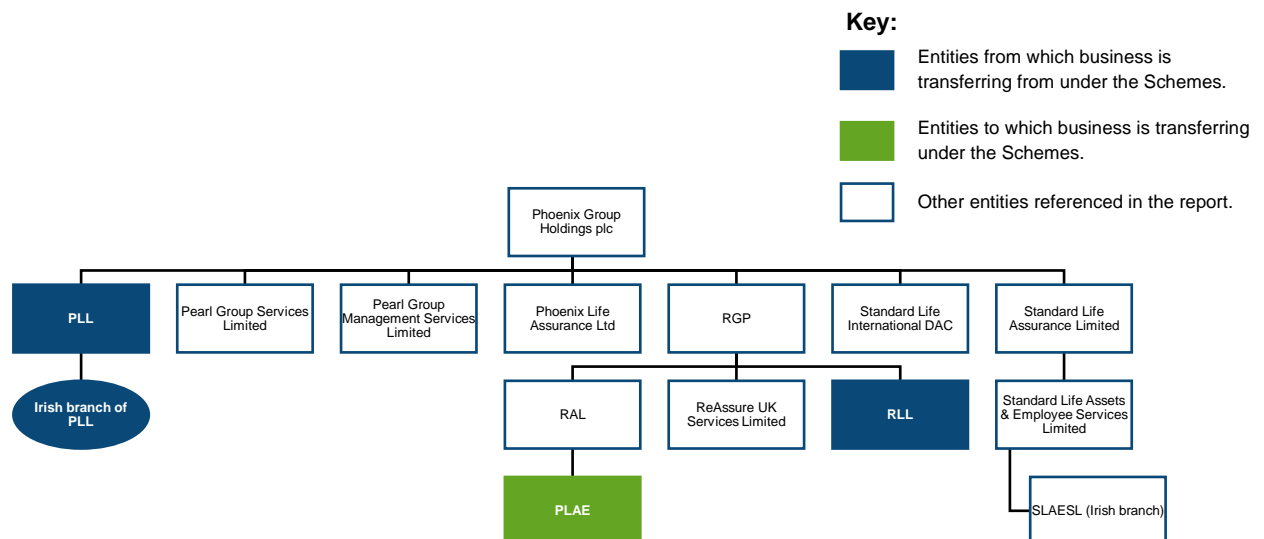 Key:
Entities from which business is
transferring from under the Schemes.
Entities to which business is transferring
under the Schemes.
Other entities referenced in the report.
Phoenix Group
Holdings plc
PLL
Pearl Group Services
Limited
Pearl Group
Management Services
Limited
Phoenix Life
Assurance Ltd
RGP
Standard Life
International DAC
Standard Life
Assurance Limited
Irish branch of
PLL
RAL
ReAssure UK
Services Limited
RLL
Standard Life Assets
& Employee Services
Limited
PLAE
SLAESL (Irish branch)